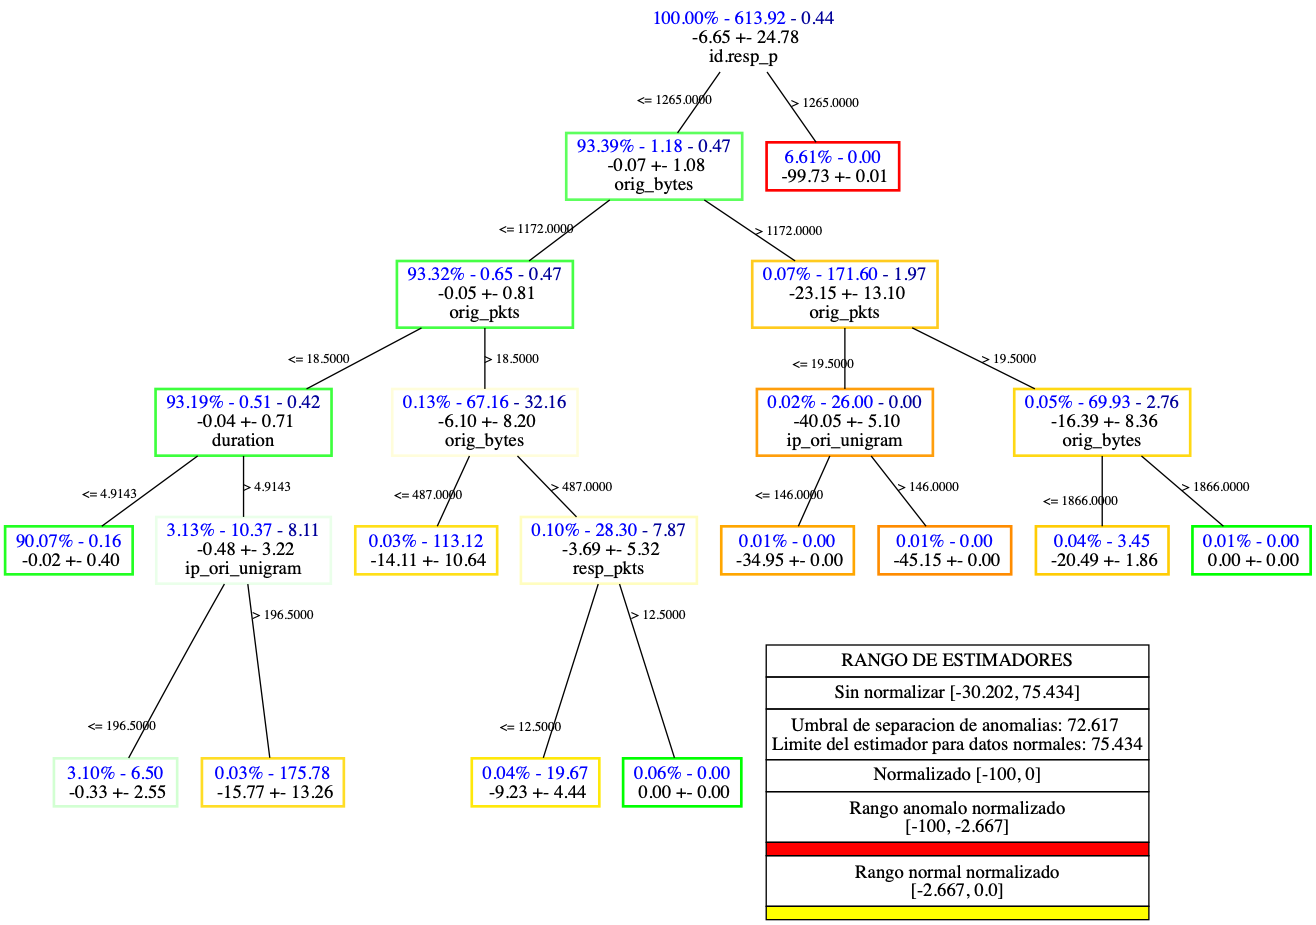 100.00% - 613.92 - 0.44
-6.65 +- 24.78
id.resp_p
<= 1265.0000
> 1265.0000
93.39% - 1.18 - 0.47
-0.07 +- 1.08
orig_bytes
6.61% - 0.00
-99.73 +- 0.01
<= 1172.0000
> 1172.0000
93.32% - 0.65 - 0.47
-0.05 +- 0.81
orig_pkts
0.07% - 171.60 - 1.97
-23.15 +- 13.10
orig_pkts
<= 18.5000
> 18.5000
<= 19.5000
> 19.5000
93.19% - 0.51 - 0.42
-0.04 +- 0.71
duration
0.13% - 67.16 - 32.16
-6.10 +- 8.20
orig_bytes
0.02% - 26.00 - 0.00
-40.05 +- 5.10
ip_ori_unigram
0.05% - 69.93 - 2.76
-16.39 +- 8.36
orig_bytes
<= 4.9143
> 4.9143
<= 487.0000
> 487.0000
<= 146.0000
> 146.0000
<= 1866.0000
> 1866.0000
90.07% - 0.16
-0.02 +- 0.40
3.13% - 10.37 - 8.11
-0.48 +- 3.22
ip_ori_unigram
0.03% - 113.12
-14.11 +- 10.64
0.10% - 28.30 - 7.87
-3.69 +- 5.32
resp_pkts
0.01% - 0.00
-34.95 +- 0.00
0.01% - 0.00
-45.15 +- 0.00
0.04% - 3.45
-20.49 +- 1.86
0.01% - 0.00
0.00 +- 0.00
<= 196.5000
> 196.5000
<= 12.5000
> 12.5000
3.10% - 6.50
-0.33 +- 2.55
0.03% - 175.78
-15.77 +- 13.26
0.04% - 19.67
-9.23 +- 4.44
0.06% - 0.00
0.00 +- 0.00
RANGO DE ESTIMADORES
Sin normalizar [-30.202, 75.434]
Umbral de separacion de anomalias: 72.617
Limite del estimador para datos normales: 75.434
Normalizado [-100, 0]
Rango anomalo normalizado
[-100, -2.667]
Rango normal normalizado
[-2.667, 0.0]